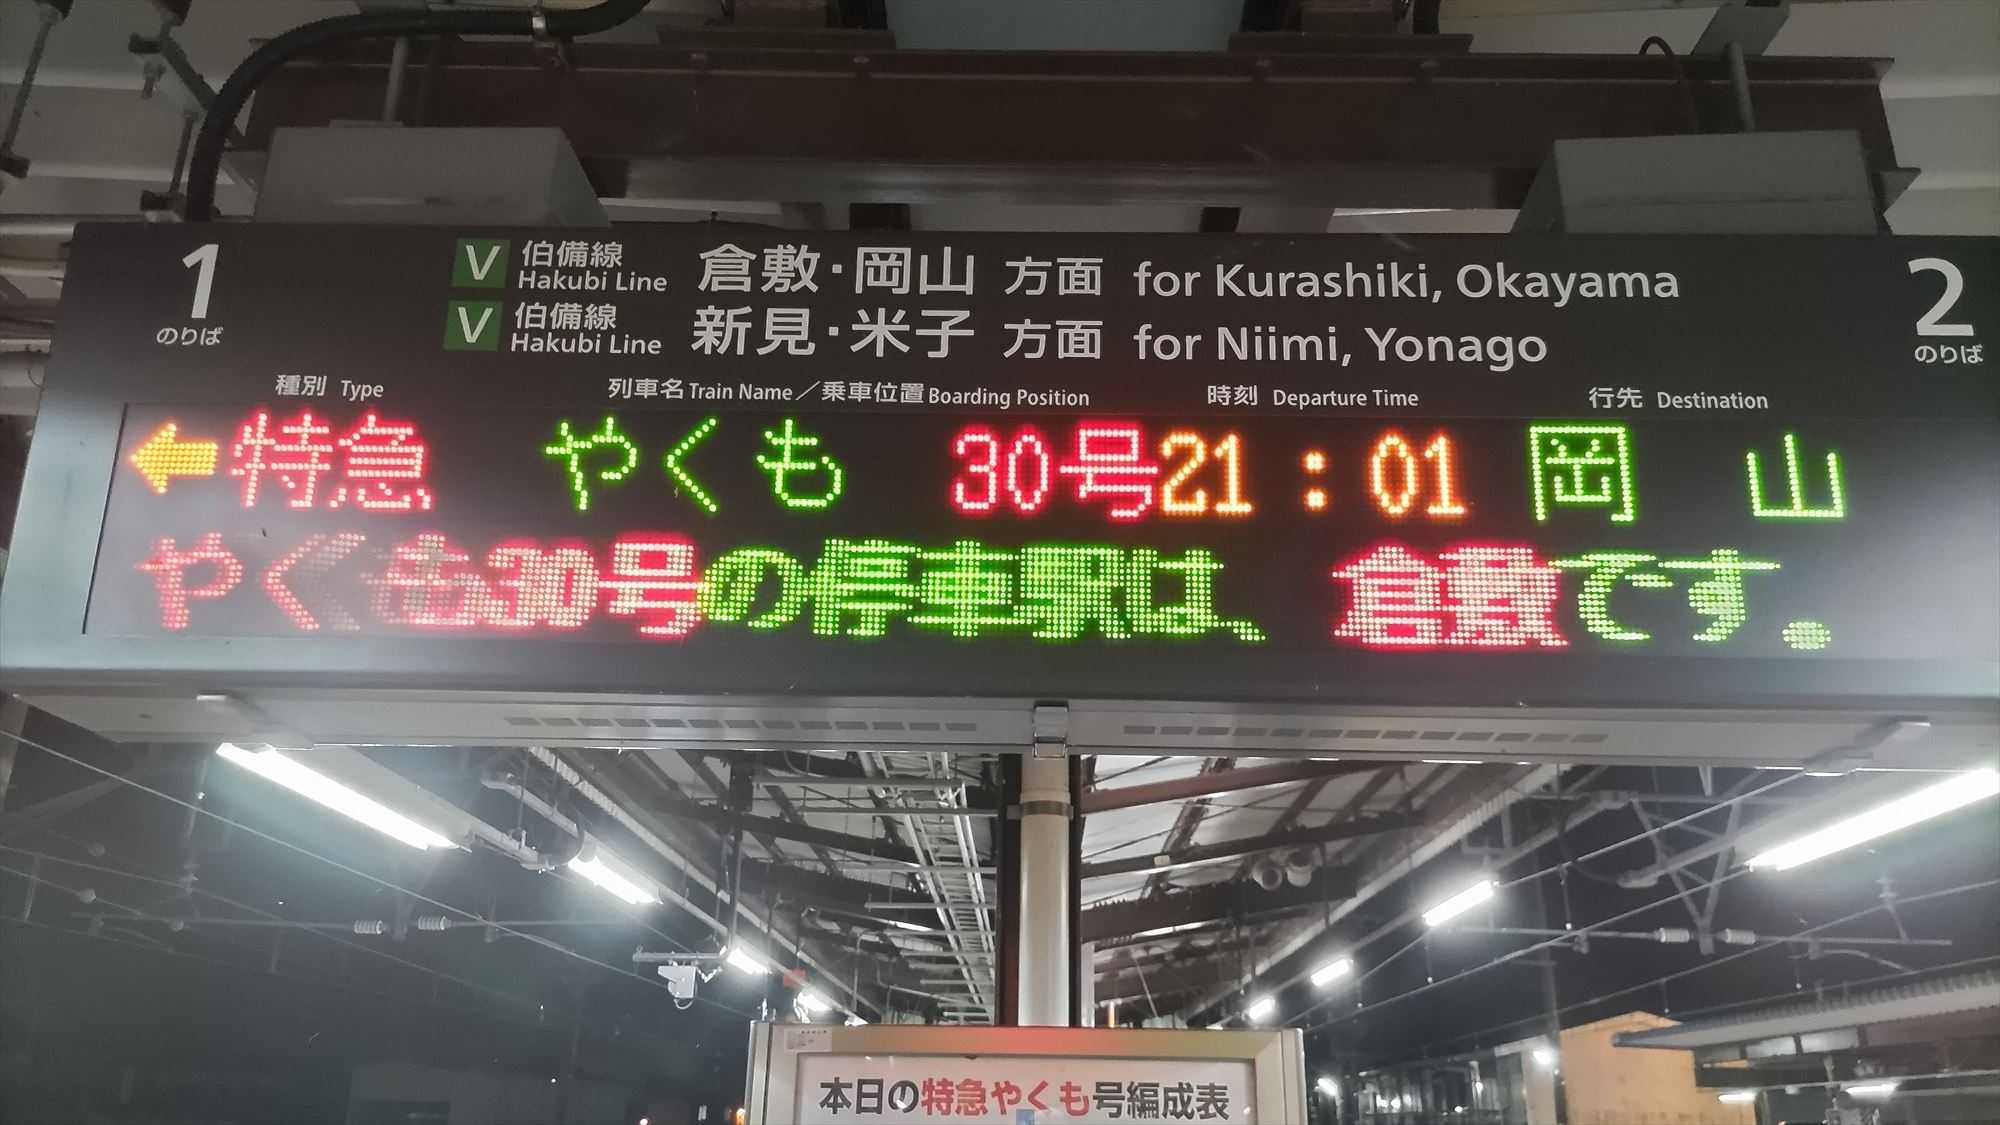 1 のりば
V 伯備線 Hakubi Line 倉敷・岡山 方面 for Kurashiki, Okayama
V 伯備線 Hakubi Line 新見・米子 方面 for Niimi, Yonago
2 のりば
種別 Type 列車名 Train Name／乗車位置 Boarding Position 時刻 Departure Time 行先 Destination
←特急 やくも 30号 21：01 岡山
やくも30号の停車駅は、倉敷です。
本日の特急やくも号編成表